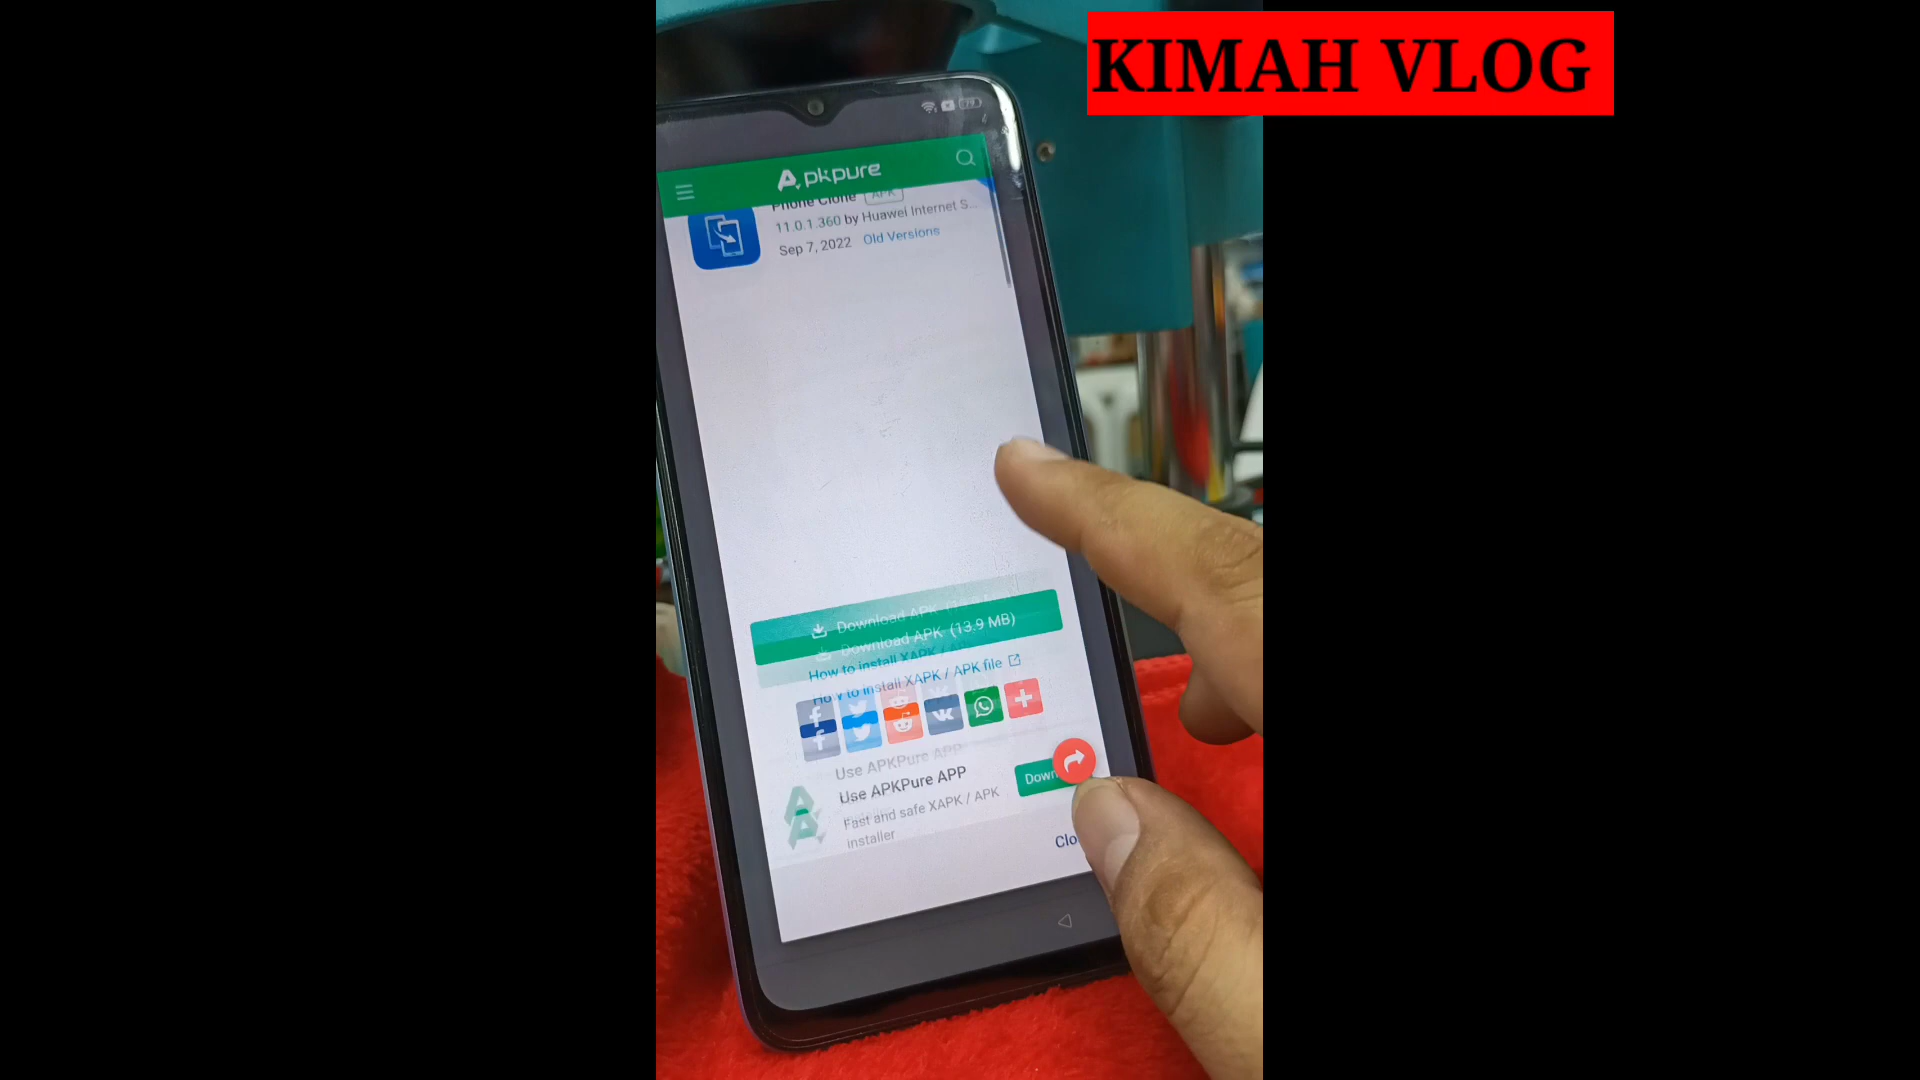 KIMAH VLOG
79
Apkpure
Phone Clone APK
11.0.1.360 by Huawei Internet S...
Sep 7, 2022 Old Versions
Download APK
Download APK (13.9 MB)
How to install XAPK /
How to install XAPK / APK file
Use APKPure APP
Use APKPure APP
Fast and safe XAPK / APK
installer
Down
Clo